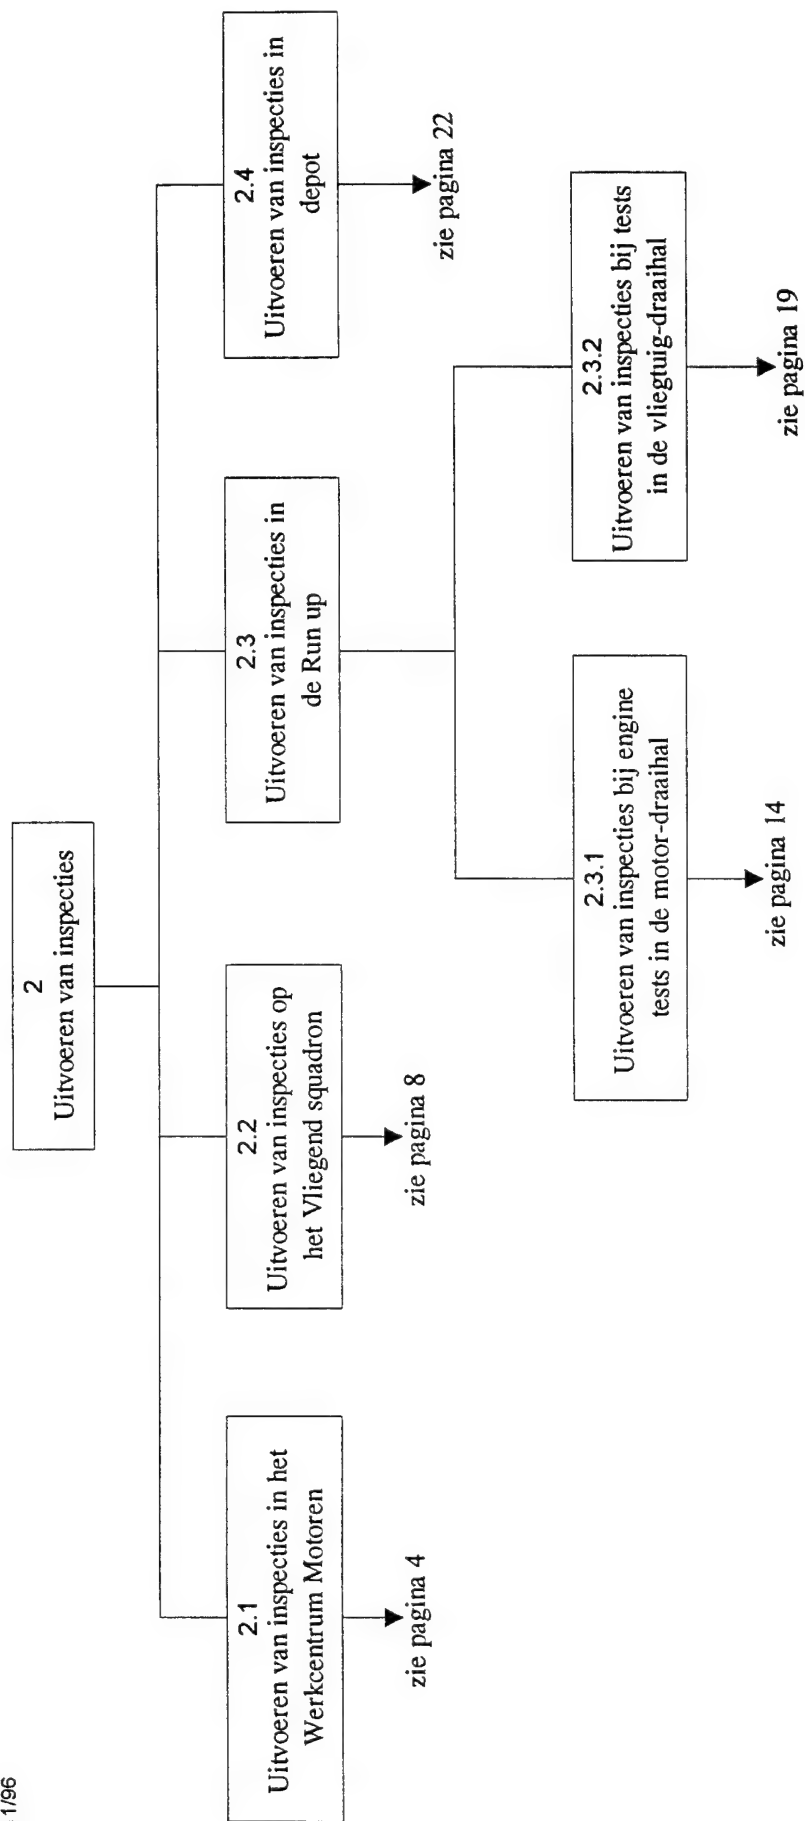 1/96
2
Uitvoeren van inspecties
2.1
Uitvoeren van inspecties in het
Werkcentrum Motoren
zie pagina 4
2.2
Uitvoeren van inspecties op
het Vliegend squadron
zie pagina 8
2.3
Uitvoeren van inspecties in
de Run up
2.4
Uitvoeren van inspecties in
depot
zie pagina 22
2.3.1
Uitvoeren van inspecties bij engine
tests in de motor-draaihal
zie pagina 14
2.3.2
Uitvoeren van inspecties bij tests
in de vliegtuig-draaihal
zie pagina 19